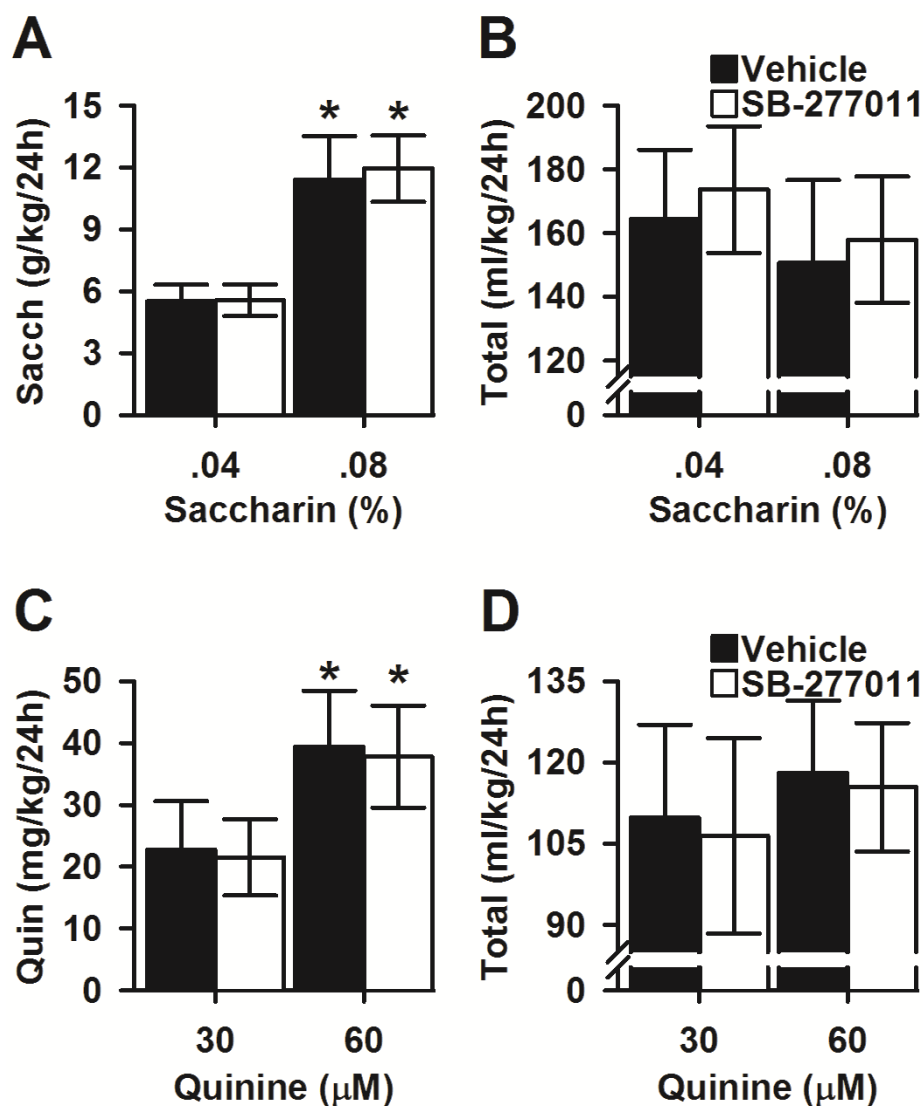 A
Sacch (g/kg/24h)
15
12
9
6
3
0
* *
.04 .08
Saccharin (%)
B
Vehicle
SB-277011
Total (ml/kg/24h)
200
180
160
140
120
0
.04 .08
Saccharin (%)
C
Quin (mg/kg/24h)
50
40
30
20
10
0
* *
30 60
Quinine (μM)
D
Vehicle
SB-277011
Total (ml/kg/24h)
135
120
105
90
0
30 60
Quinine (μM)